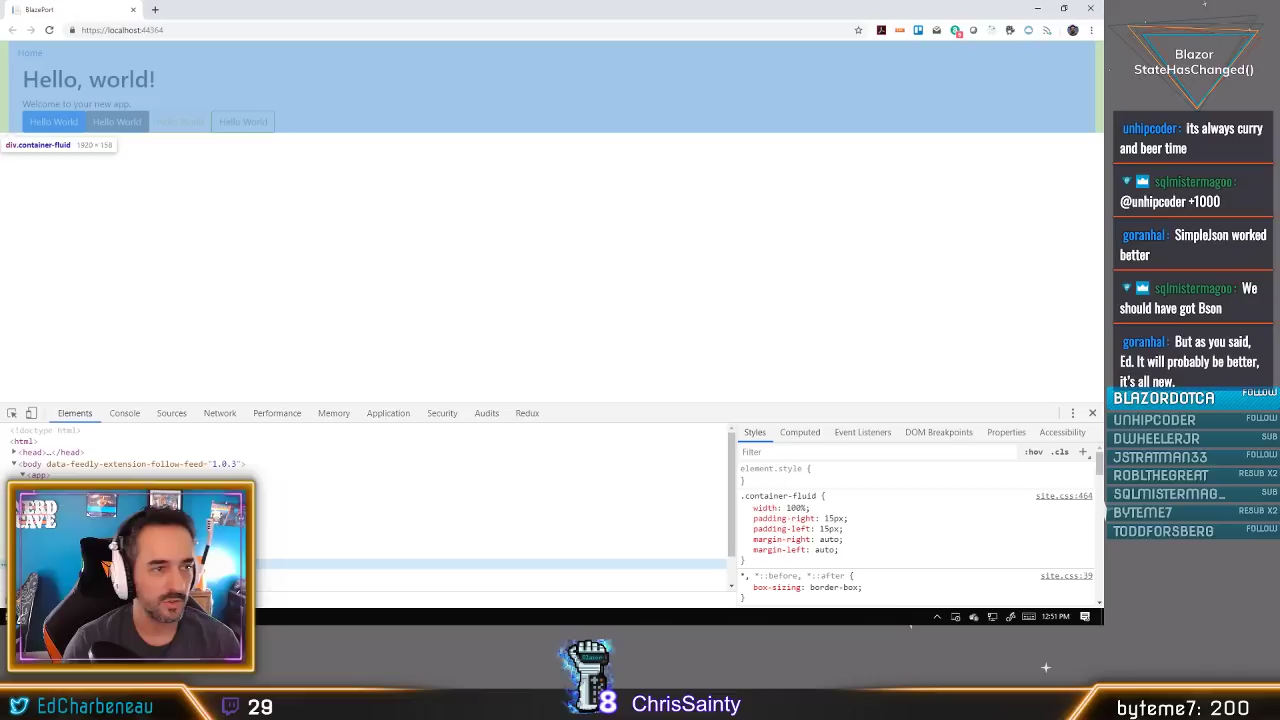 BlazePort
https://localhost:44364
Home
Hello, world!
Welcome to your new app.
Hello World Hello World Hello World Hello World
div.container-fluid 1920 × 158
Elements Console Sources Network Performance Memory Application Security Audits Redux
<!doctype html>
<html>
<head>…</head>
<body data-feedly-extension-follow-feed="1.0.3">
<app>
Styles Computed Event Listeners DOM Breakpoints Properties Accessibility
Filter :hov .cls
element.style {
}
.container-fluid { site.css:464
width: 100%;
padding-right: 15px;
padding-left: 15px;
margin-right: auto;
margin-left: auto;
}
*, *::before, *::after { site.css:39
box-sizing: border-box;
}
12:51 PM
Blazor
StateHasChanged()
unhipcoder: its always curry
and beer time
sqlmistermagoo:
@unhipcoder +1000
goranhal: SimpleJson worked
better
sqlmistermagoo: We
should have got Bson
goranhal: But as you said,
Ed. It will probably be better,
it's all new.
BLAZORDOTCA FOLLOW
UNHIPCODER FOLLOW
DWHEELERJR SUB
JSTRATMAN33 FOLLOW
ROBLTHEGREAT RESUB X2
SQLMISTERMAG… SUB
BYTEME7 RESUB X2
TODDFORSBERG FOLLOW
Blazor
EdCharbeneau 29 8 ChrisSainty byteme7: 200